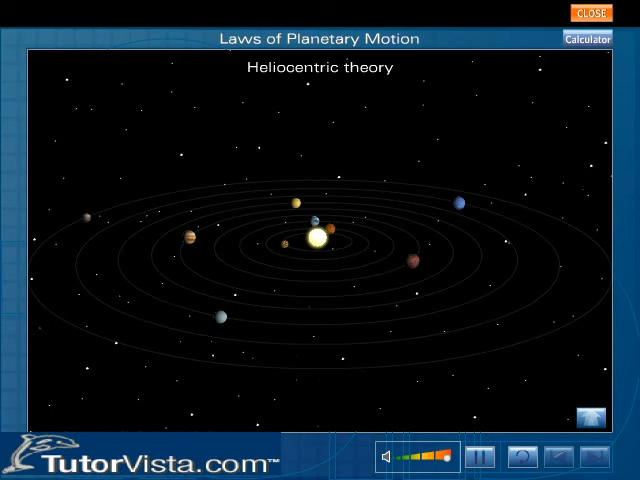 CLOSE
Laws of Planetary Motion
Calculator
Heliocentric theory
TutorVista.com™